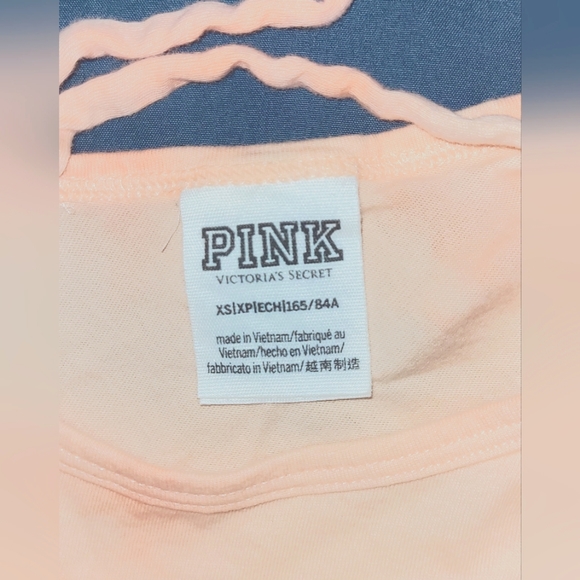 PINK
VICTORIA'S SECRET
XS|XP|ECH|165/84A
made in Vietnam/fabriqué au
Vietnam/hecho en Vietnam/
fabbricato in Vietnam/越南制造